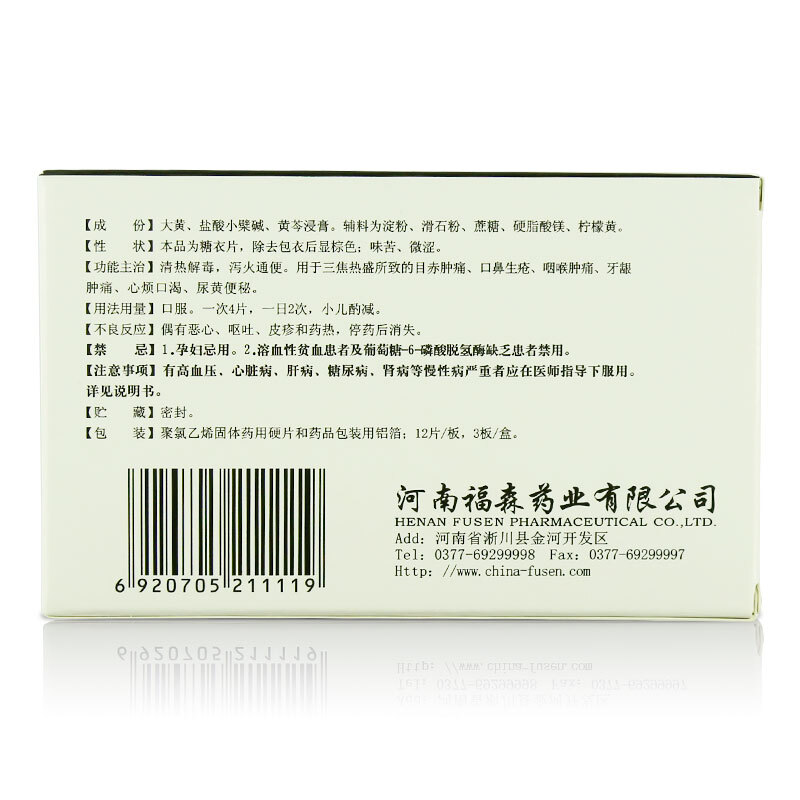 【成　份】大黄、盐酸小檗碱、黄芩浸膏。辅料为淀粉、滑石粉、蔗糖、硬脂酸镁、柠檬黄。
【性　状】本品为糖衣片，除去包衣后显棕色；味苦、微涩。
【功能主治】清热解毒，泻火通便。用于三焦热盛所致的目赤肿痛、口鼻生疮、咽喉肿痛、牙龈
肿痛、心烦口渴、尿黄便秘。
【用法用量】口服。一次4片，一日2次，小儿酌减。
【不良反应】偶有恶心、呕吐、皮疹和药热，停药后消失。
【禁　忌】1.孕妇忌用。2.溶血性贫血患者及葡萄糖-6-磷酸脱氢酶缺乏患者禁用。
【注意事项】有高血压、心脏病、肝病、糖尿病、肾病等慢性病严重者应在医师指导下服用。
详见说明书。
【贮　藏】密封。
【包　装】聚氯乙烯固体药用硬片和药品包装用铝箔；12片/板，3板/盒。
河南福森药业有限公司
HENAN FUSEN PHARMACEUTICAL CO.,LTD.
Add: 河南省淅川县金河开发区
Tel: 0377-69299998 Fax: 0377-69299997
Http: //www.china-fusen.com
6 920705 211119